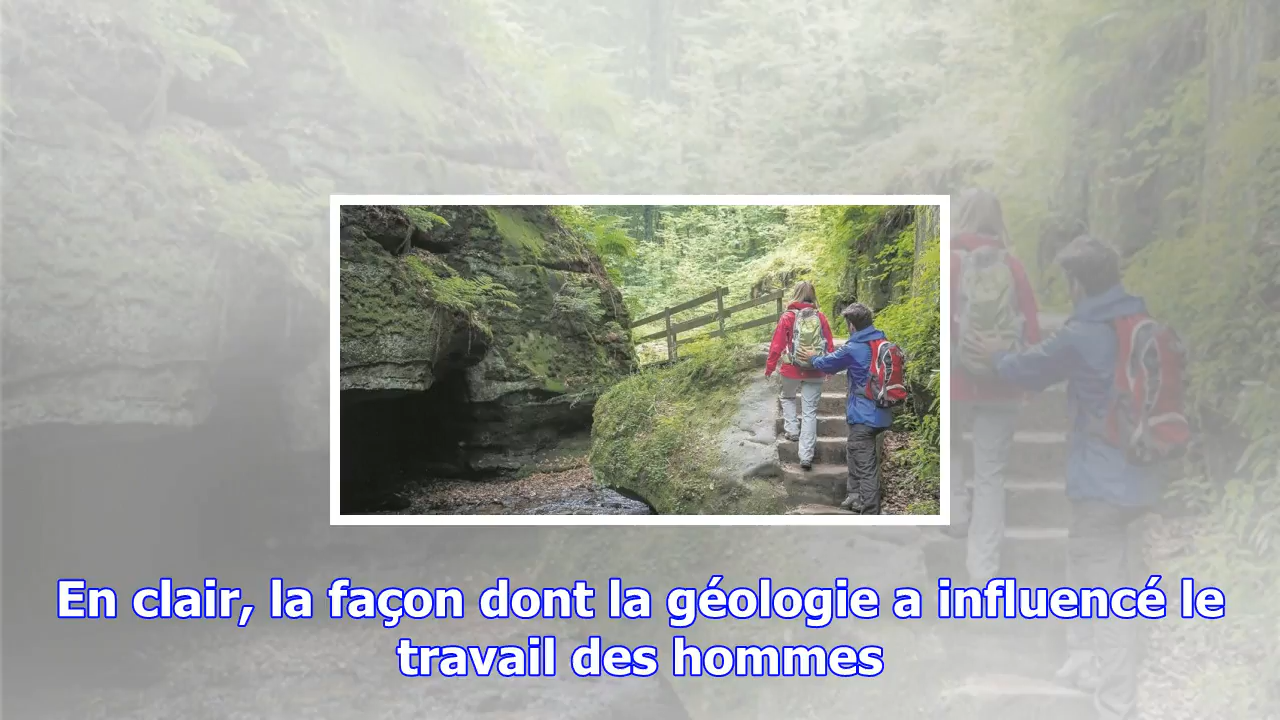 En clair, la façon dont la géologie a influencé le
travail des hommes